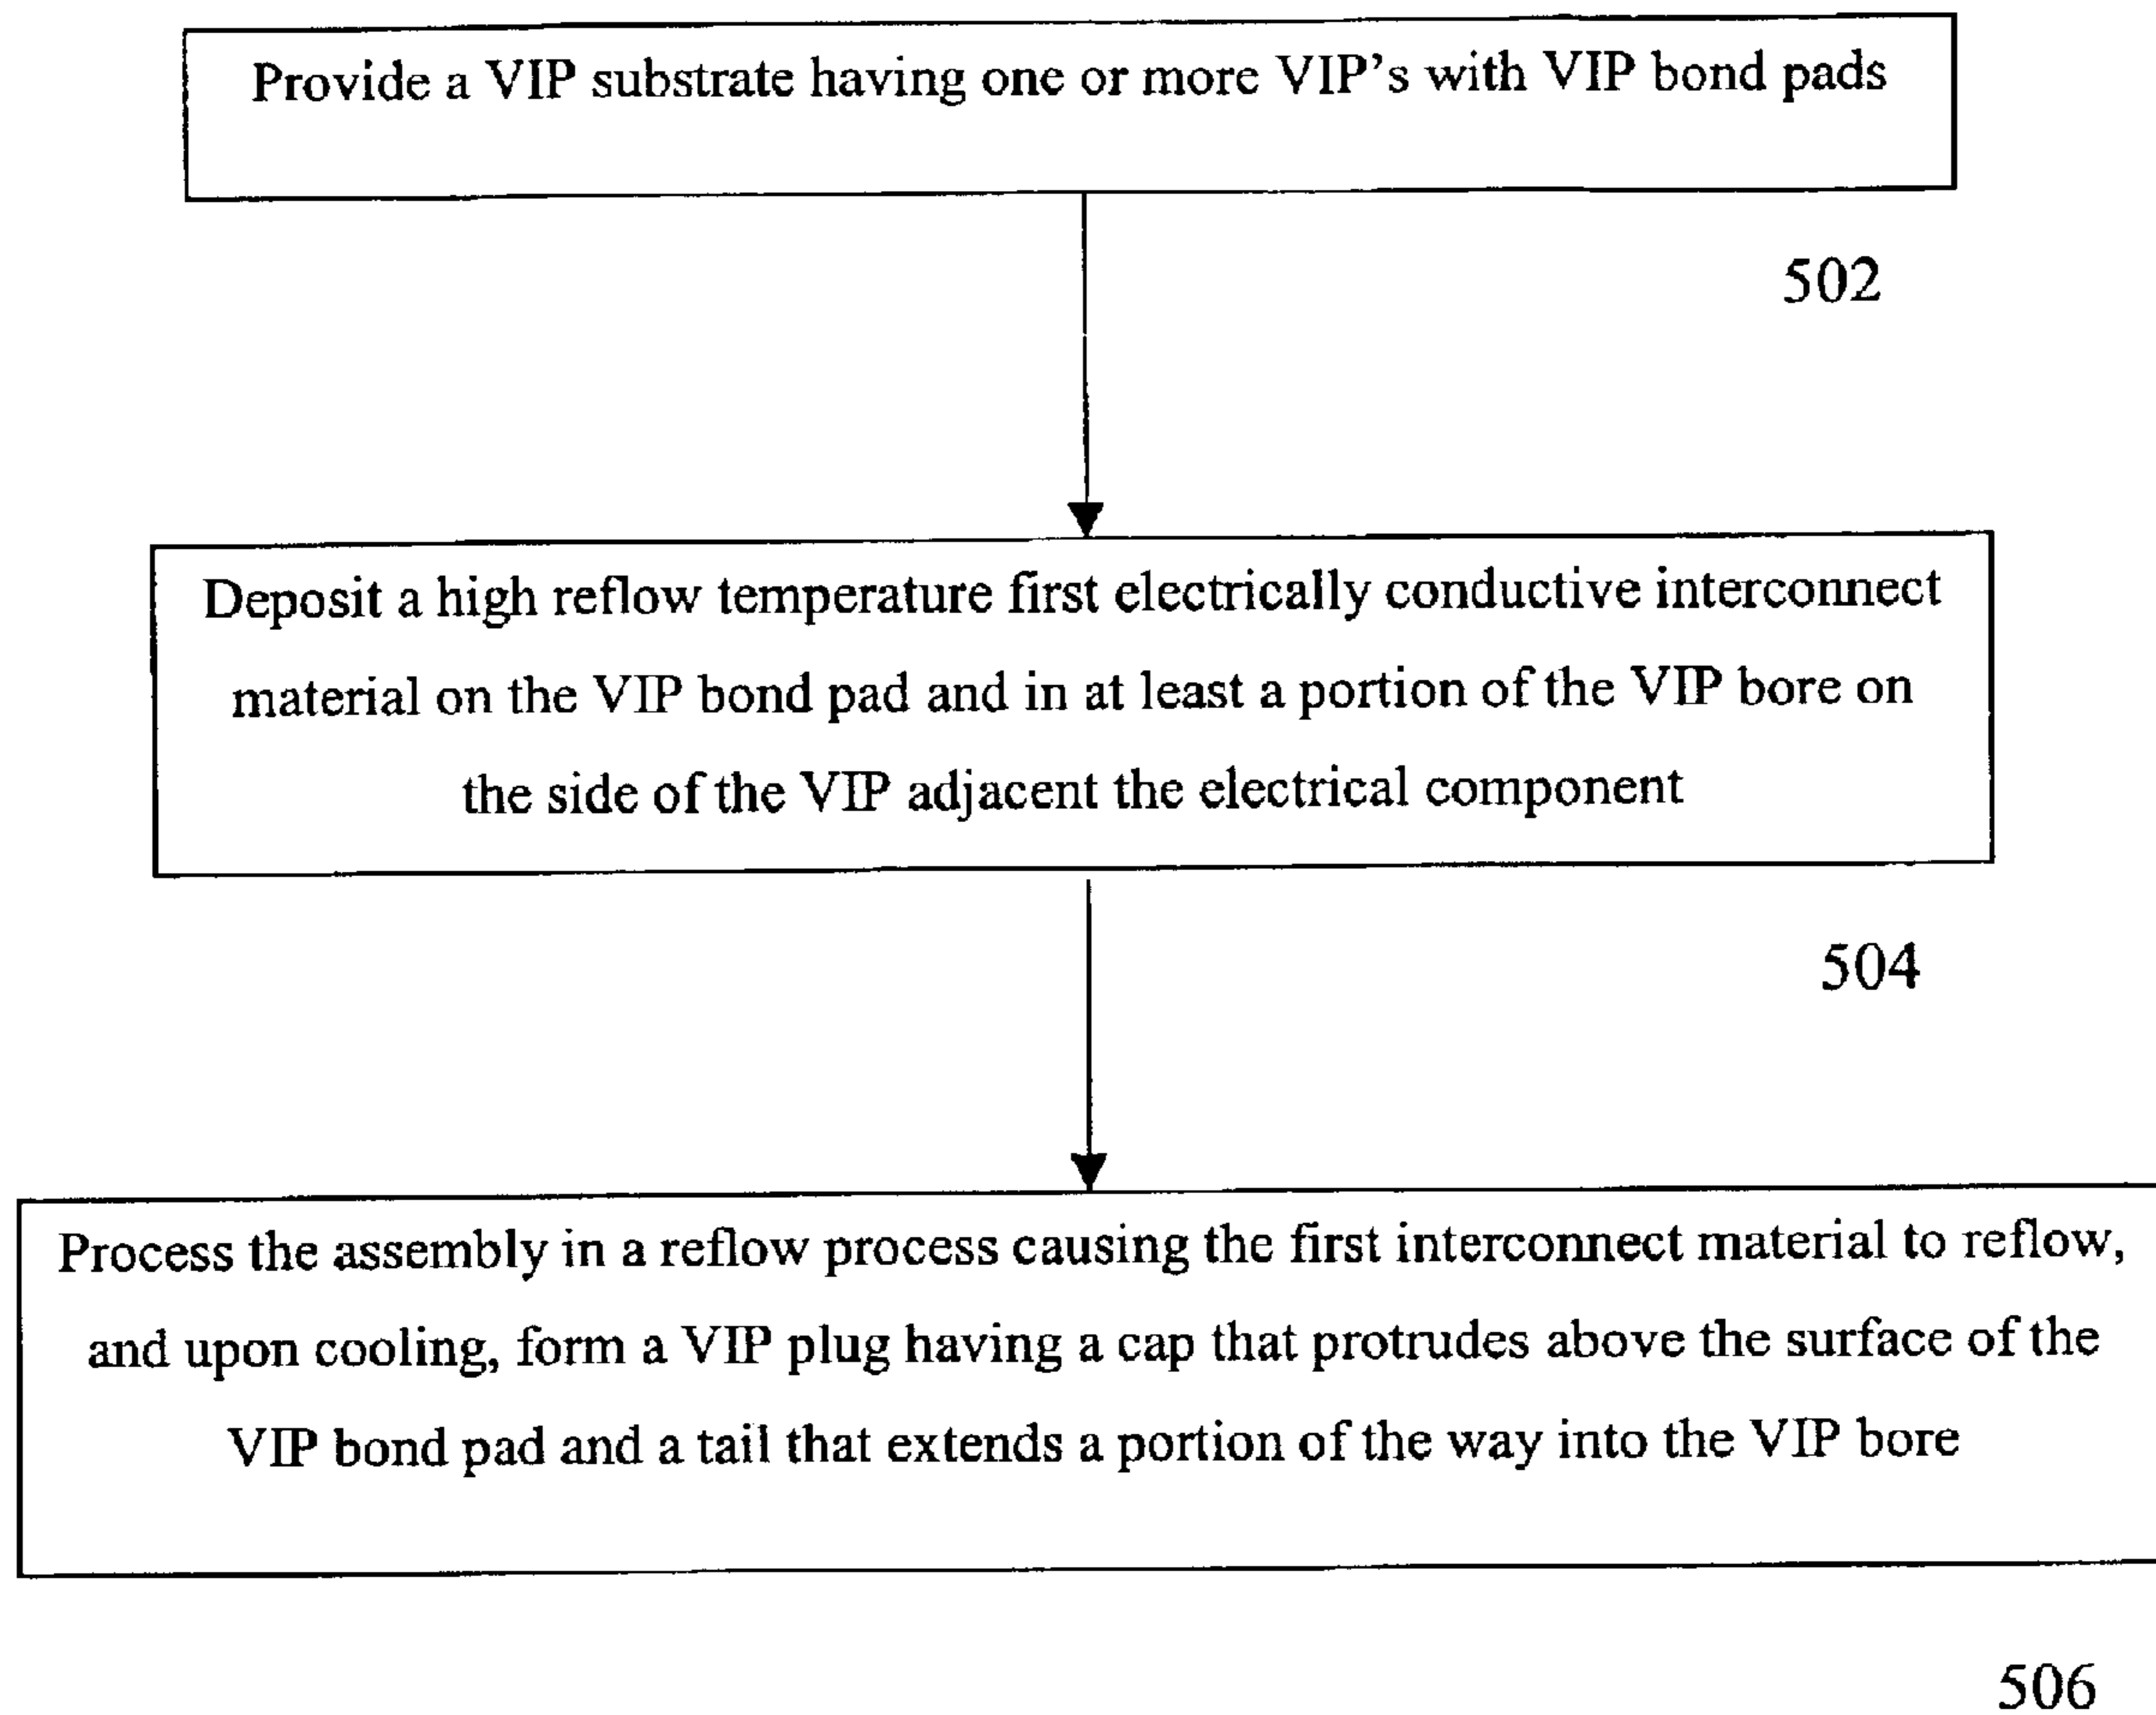 Provide a VIP substrate having one or more VIP's with VIP bond pads
502
Deposit a high reflow temperature first electrically conductive interconnect
material on the VIP bond pad and in at least a portion of the VIP bore on
the side of the VIP adjacent the electrical component
504
Process the assembly in a reflow process causing the first interconnect material to reflow,
and upon cooling, form a VIP plug having a cap that protrudes above the surface of the
VIP bond pad and a tail that extends a portion of the way into the VIP bore
506